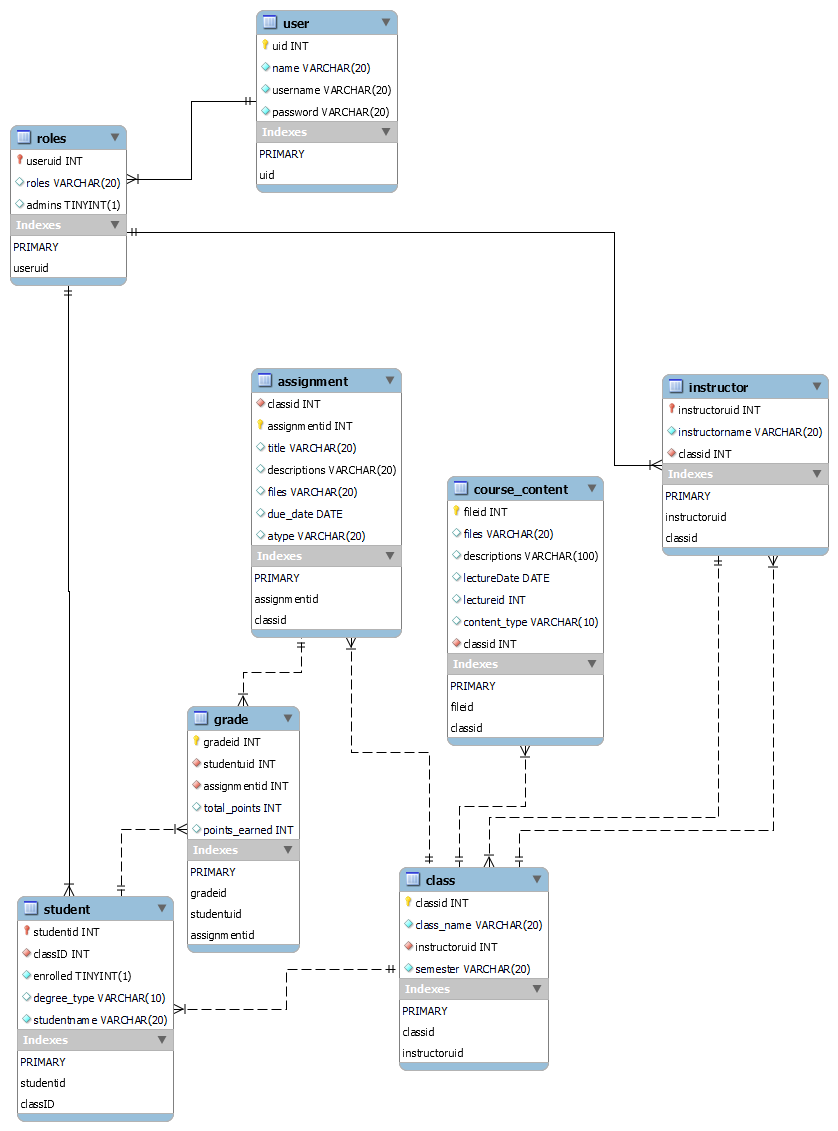 user
uid INT
name VARCHAR(20)
username VARCHAR(20)
password VARCHAR(20)
Indexes
PRIMARY
uid
roles
useruid INT
roles VARCHAR(20)
admins TINYINT(1)
Indexes
PRIMARY
useruid
assignment
classid INT
assignmentid INT
title VARCHAR(20)
descriptions VARCHAR(20)
files VARCHAR(20)
due_date DATE
atype VARCHAR(20)
Indexes
PRIMARY
assignmentid
classid
instructor
instructoruid INT
instructorname VARCHAR(20)
classid INT
Indexes
PRIMARY
instructoruid
classid
course_content
fileid INT
files VARCHAR(20)
descriptions VARCHAR(100)
lectureDate DATE
lectureid INT
content_type VARCHAR(10)
classid INT
Indexes
PRIMARY
fileid
classid
grade
gradeid INT
studentuid INT
assignmentid INT
total_points INT
points_earned INT
Indexes
PRIMARY
gradeid
studentuid
assignmentid
class
classid INT
class_name VARCHAR(20)
instructoruid INT
semester VARCHAR(20)
Indexes
PRIMARY
classid
instructoruid
student
studentid INT
classID INT
enrolled TINYINT(1)
degree_type VARCHAR(10)
studentname VARCHAR(20)
Indexes
PRIMARY
studentid
classID